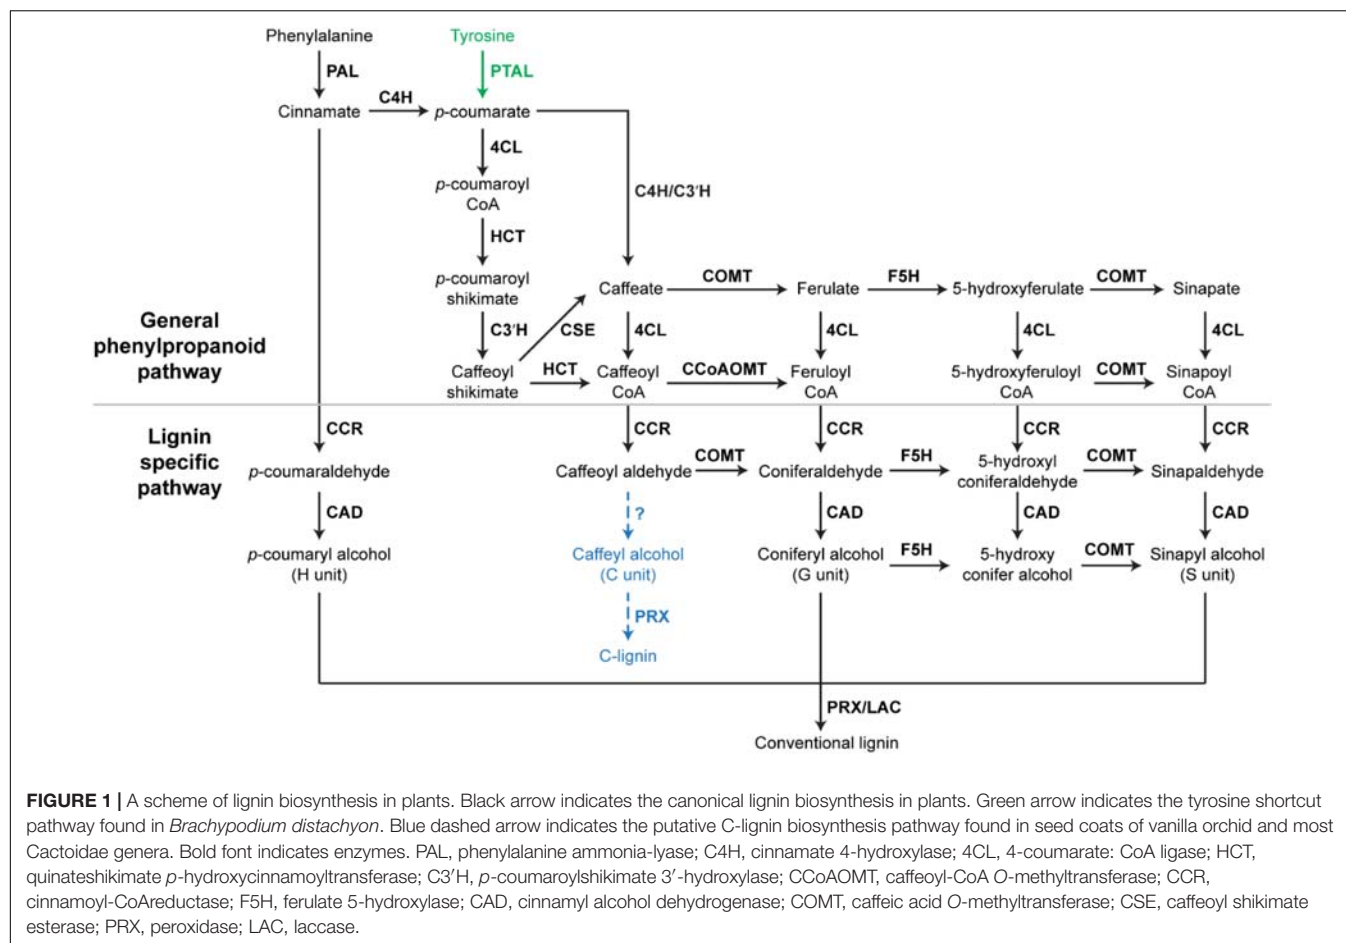 Phenylalanine
Tyrosine
PAL
PTAL
Cinnamate
C4H
p-coumarate
4CL
p-coumaroyl
CoA
C4H/C3′H
HCT
p-coumaroyl
shikimate
Caffeate
COMT
Ferulate
F5H
5-hydroxyferulate
COMT
Sinapate
General
phenylpropanoid
pathway
C3′H
CSE
4CL
4CL
4CL
4CL
Caffeoyl
shikimate
HCT
Caffeoyl
CoA
CCoAOMT
Feruloyl
CoA
5-hydroxyferuloyl
CoA
COMT
Sinapoyl
CoA
Lignin
specific
pathway
CCR
CCR
CCR
CCR
CCR
p-coumaraldehyde
Caffeoyl aldehyde
COMT
Coniferaldehyde
F5H
5-hydroxyl
coniferaldehyde
COMT
Sinapaldehyde
CAD
?
CAD
CAD
CAD
p-coumaryl alcohol
(H unit)
Caffeyl alcohol
(C unit)
Coniferyl alcohol
(G unit)
F5H
5-hydroxy
conifer alcohol
COMT
Sinapyl alcohol
(S unit)
PRX
C-lignin
PRX/LAC
Conventional lignin
FIGURE 1 | A scheme of lignin biosynthesis in plants. Black arrow indicates the canonical lignin biosynthesis in plants. Green arrow indicates the tyrosine shortcut
pathway found in Brachypodium distachyon. Blue dashed arrow indicates the putative C-lignin biosynthesis pathway found in seed coats of vanilla orchid and most
Cactoidae genera. Bold font indicates enzymes. PAL, phenylalanine ammonia-lyase; C4H, cinnamate 4-hydroxylase; 4CL, 4-coumarate: CoA ligase; HCT,
quinateshikimate p-hydroxycinnamoyltransferase; C3′H, p-coumaroylshikimate 3′-hydroxylase; CCoAOMT, caffeoyl-CoA O-methyltransferase; CCR,
cinnamoyl-CoAreductase; F5H, ferulate 5-hydroxylase; CAD, cinnamyl alcohol dehydrogenase; COMT, caffeic acid O-methyltransferase; CSE, caffeoyl shikimate
esterase; PRX, peroxidase; LAC, laccase.